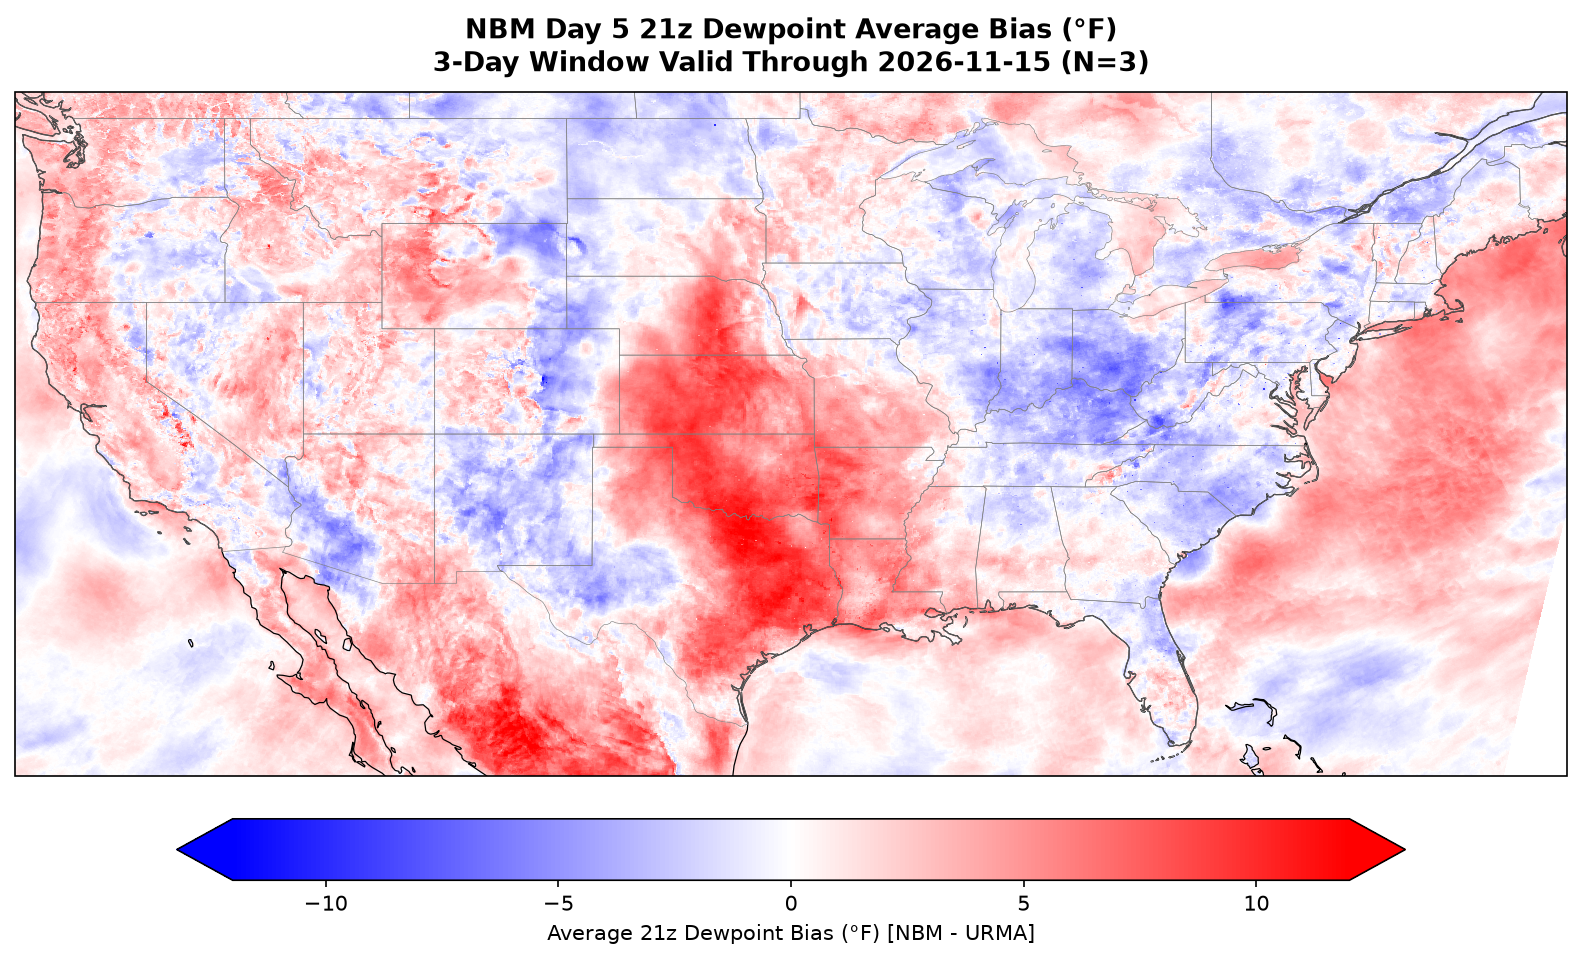 NBM Day 5 21z Dewpoint Average Bias (°F)
3-Day Window Valid Through 2026-11-15 (N=3)
−10 −5 0 5 10
Average 21z Dewpoint Bias (°F) [NBM - URMA]